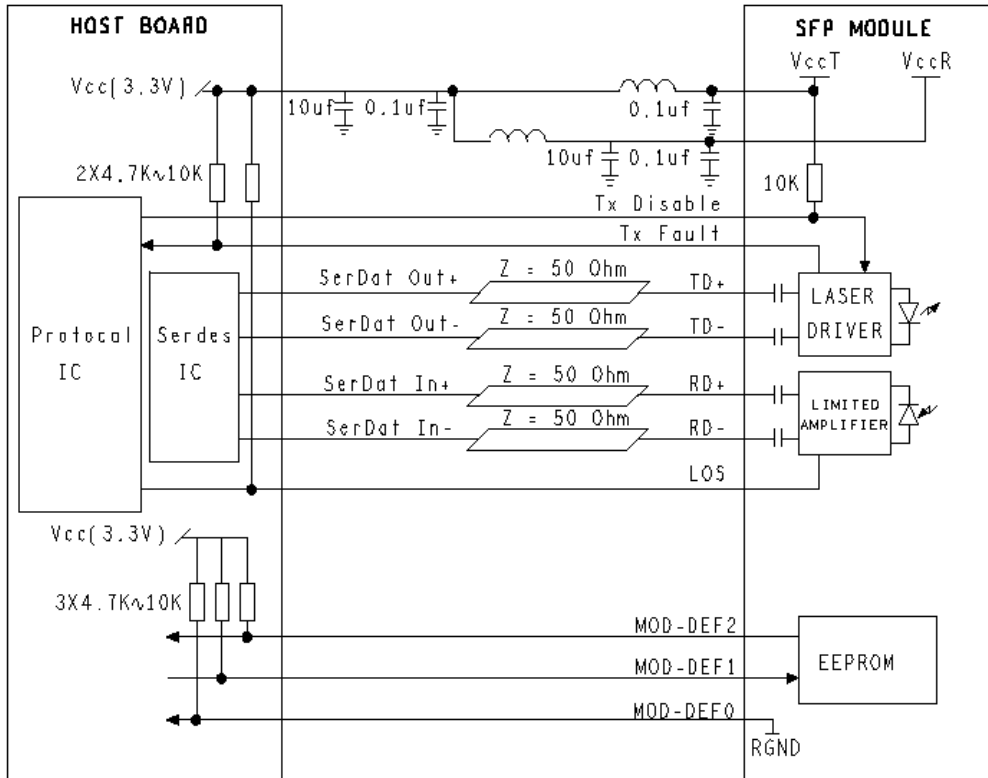 HOST BOARD
SFP MODULE
VccT
VccR
Vcc(3.3V)
10uf
0.1uf
0.1uf
10uf
0.1uf
2X4.7K~10K
10K
Tx Disable
Tx Fault
SerDat Out+
Z = 50 Ohm
TD+
SerDat Out-
Z = 50 Ohm
TD-
LASER
DRIVER
Protocal
IC
Serdes
IC
SerDat In+
Z = 50 Ohm
RD+
SerDat In-
Z = 50 Ohm
RD-
LIMITED
AMPLIFIER
LOS
Vcc(3.3V)
3X4.7K~10K
MOD-DEF2
MOD-DEF1
MOD-DEF0
EEPROM
RGND